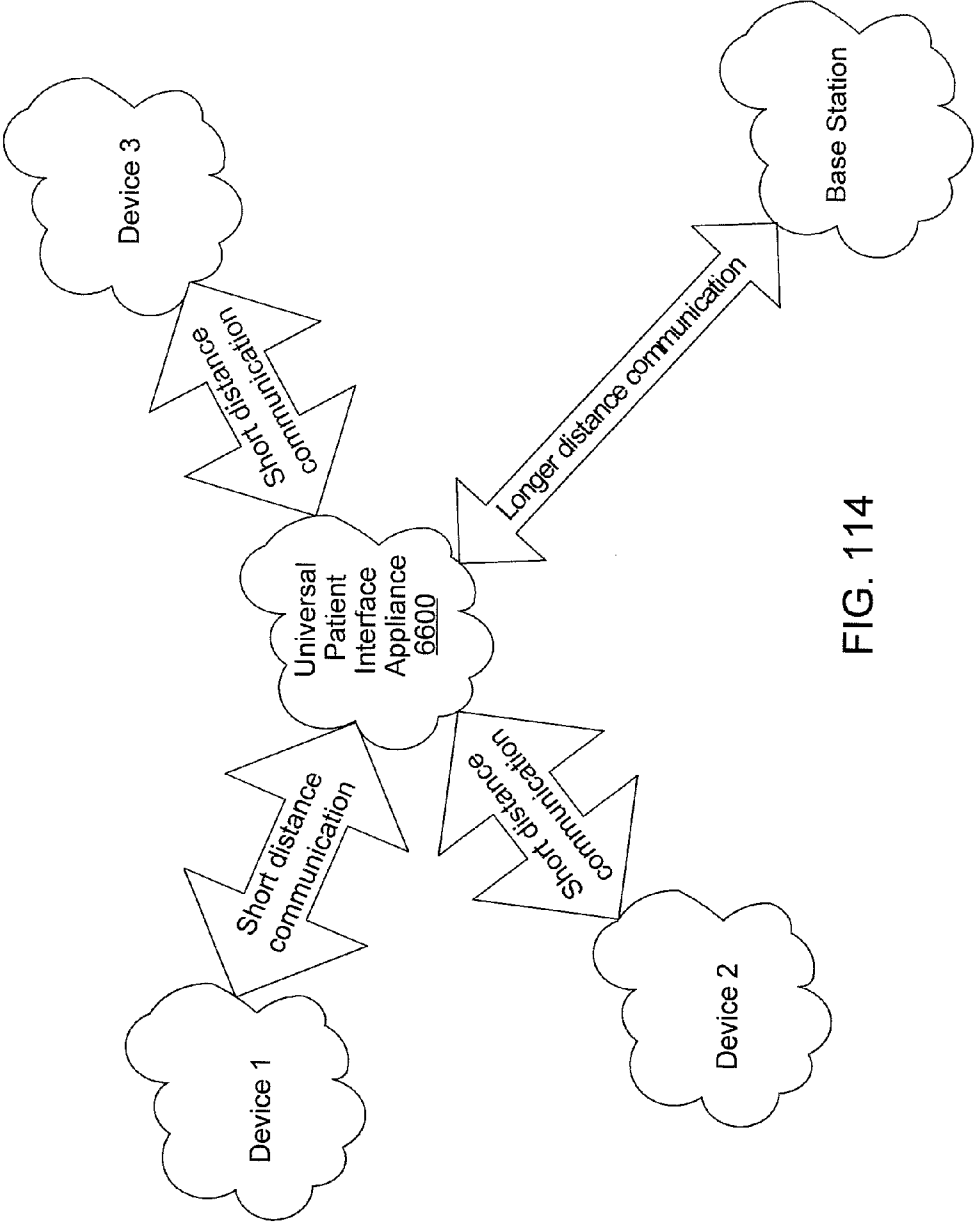 Device 1
Short distance
communication
Universal
Patient
Interface
Appliance
6600
Short distance
communication
Device 3
Short distance
communication
Device 2
Longer distance communication
Base Station
FIG. 114